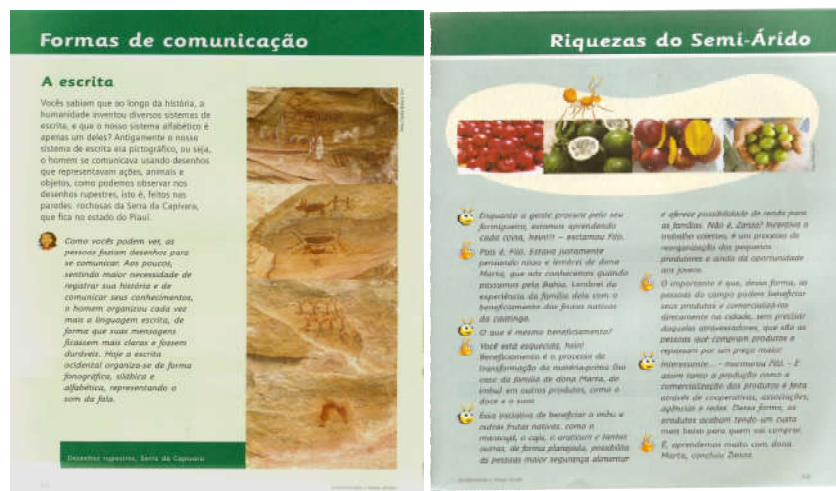 Formas de comunicação
A escrita
Vocês sabiam que ao longo da história, a
humanidade inventou diversos sistemas de
escrita, e que o nosso sistema alfabético é
apenas um deles? Antigamente o nosso
sistema de escrita era pictográfico, ou seja,
o homem se comunicava usando desenhos
que representavam ações, animais e
objetos, como podemos observar nos
desenhos rupestres, isto é, feitos nas
paredes rochosas da Serra da Capivara,
que fica no estado do Piauí.
Como vocês podem ver, as
pessoas faziam desenhos para
se comunicar. Aos poucos,
sentindo maior necessidade de
registrar sua história e de
comunicar seus conhecimentos,
o homem organizou cada vez
mais a linguagem escrita, de
forma que suas mensagens
ficassem mais claras e fossem
duráveis. Hoje a escrita
ocidental organiza-se de forma
fonográfica, silábica e
alfabética, representando o
som da fala.
Desenhos rupestres, Serra da Capivara
Riquezas do Semi-Árido
Enquanto a gente procura pelo seu
formigueiro, estamos aprendendo
cada coisa, hein!!! – exclamou Filó.
Pois é, Filó. Estava justamente
pensando nisso e lembrei de dona
Marta, que nós conhecemos quando
passamos pela Bahia. Lembrei da
experiência da família dela com o
beneficiamento das frutas nativas
da caatinga.
O que é mesmo beneficiamento?
Você está esquecida, hein!
Beneficiamento é o processo de
transformação da matéria-prima (no
caso da família de dona Marta, do
imbu) em outros produtos, como o
doce e o suco.
Essa iniciativa de beneficiar o imbu e
outras frutas nativas, como o
maracujá, o cajá, o araticum e tantas
outras, de forma planejada, possibilita
às pessoas maior segurança alimentar
e oferece possibilidade de renda para
as famílias. Não é, Zenza? Incentiva o
trabalho coletivo, é um processo de
reorganização dos pequenos
produtores e ainda dá oportunidade
aos jovens.
O importante é que, dessa forma, as
pessoas do campo podem beneficiar
seus produtos e comercializá-los
diretamente na cidade, sem precisar
daqueles atravessadores, que são as
pessoas que compram produtos e
repassam por um preço maior.
Interessante... – murmurou Filó. – E
assim tanto a produção como a
comercialização dos produtos é feita
através de cooperativas, associações,
agências e redes. Dessa forma, os
produtos acabam tendo um custo
mais baixo para quem vai comprar.
É, aprendemos muito com dona
Marta, concluiu Zenza.